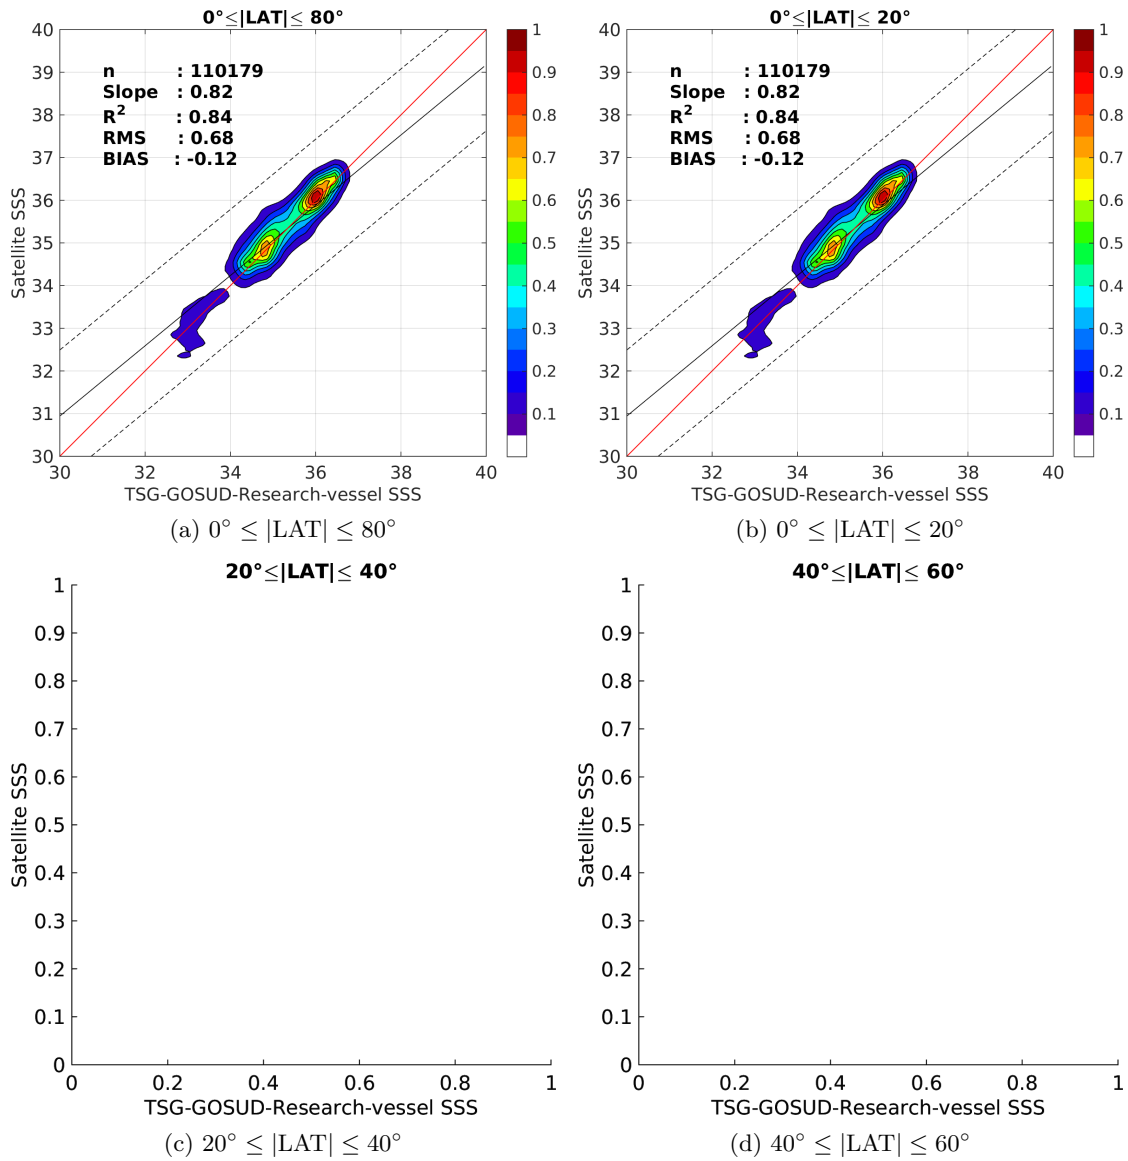 0°≤|LAT|≤ 80°
n : 110179
Slope : 0.82
R² : 0.84
RMS : 0.68
BIAS : -0.12
40
39
38
37
36
35
34
33
32
31
30
30 32 34 36 38 40
Satellite SSS
TSG-GOSUD-Research-vessel SSS
1
0.9
0.8
0.7
0.6
0.5
0.4
0.3
0.2
0.1
(a) 0° ≤ |LAT| ≤ 80°
0°≤|LAT|≤ 20°
n : 110179
Slope : 0.82
R² : 0.84
RMS : 0.68
BIAS : -0.12
40
39
38
37
36
35
34
33
32
31
30
30 32 34 36 38 40
Satellite SSS
TSG-GOSUD-Research-vessel SSS
1
0.9
0.8
0.7
0.6
0.5
0.4
0.3
0.2
0.1
(b) 0° ≤ |LAT| ≤ 20°
20°≤|LAT|≤ 40°
1
0.9
0.8
0.7
0.6
0.5
0.4
0.3
0.2
0.1
0
0 0.2 0.4 0.6 0.8 1
Satellite SSS
TSG-GOSUD-Research-vessel SSS
(c) 20° ≤ |LAT| ≤ 40°
40°≤|LAT|≤ 60°
1
0.9
0.8
0.7
0.6
0.5
0.4
0.3
0.2
0.1
0
0 0.2 0.4 0.6 0.8 1
Satellite SSS
TSG-GOSUD-Research-vessel SSS
(d) 40° ≤ |LAT| ≤ 60°